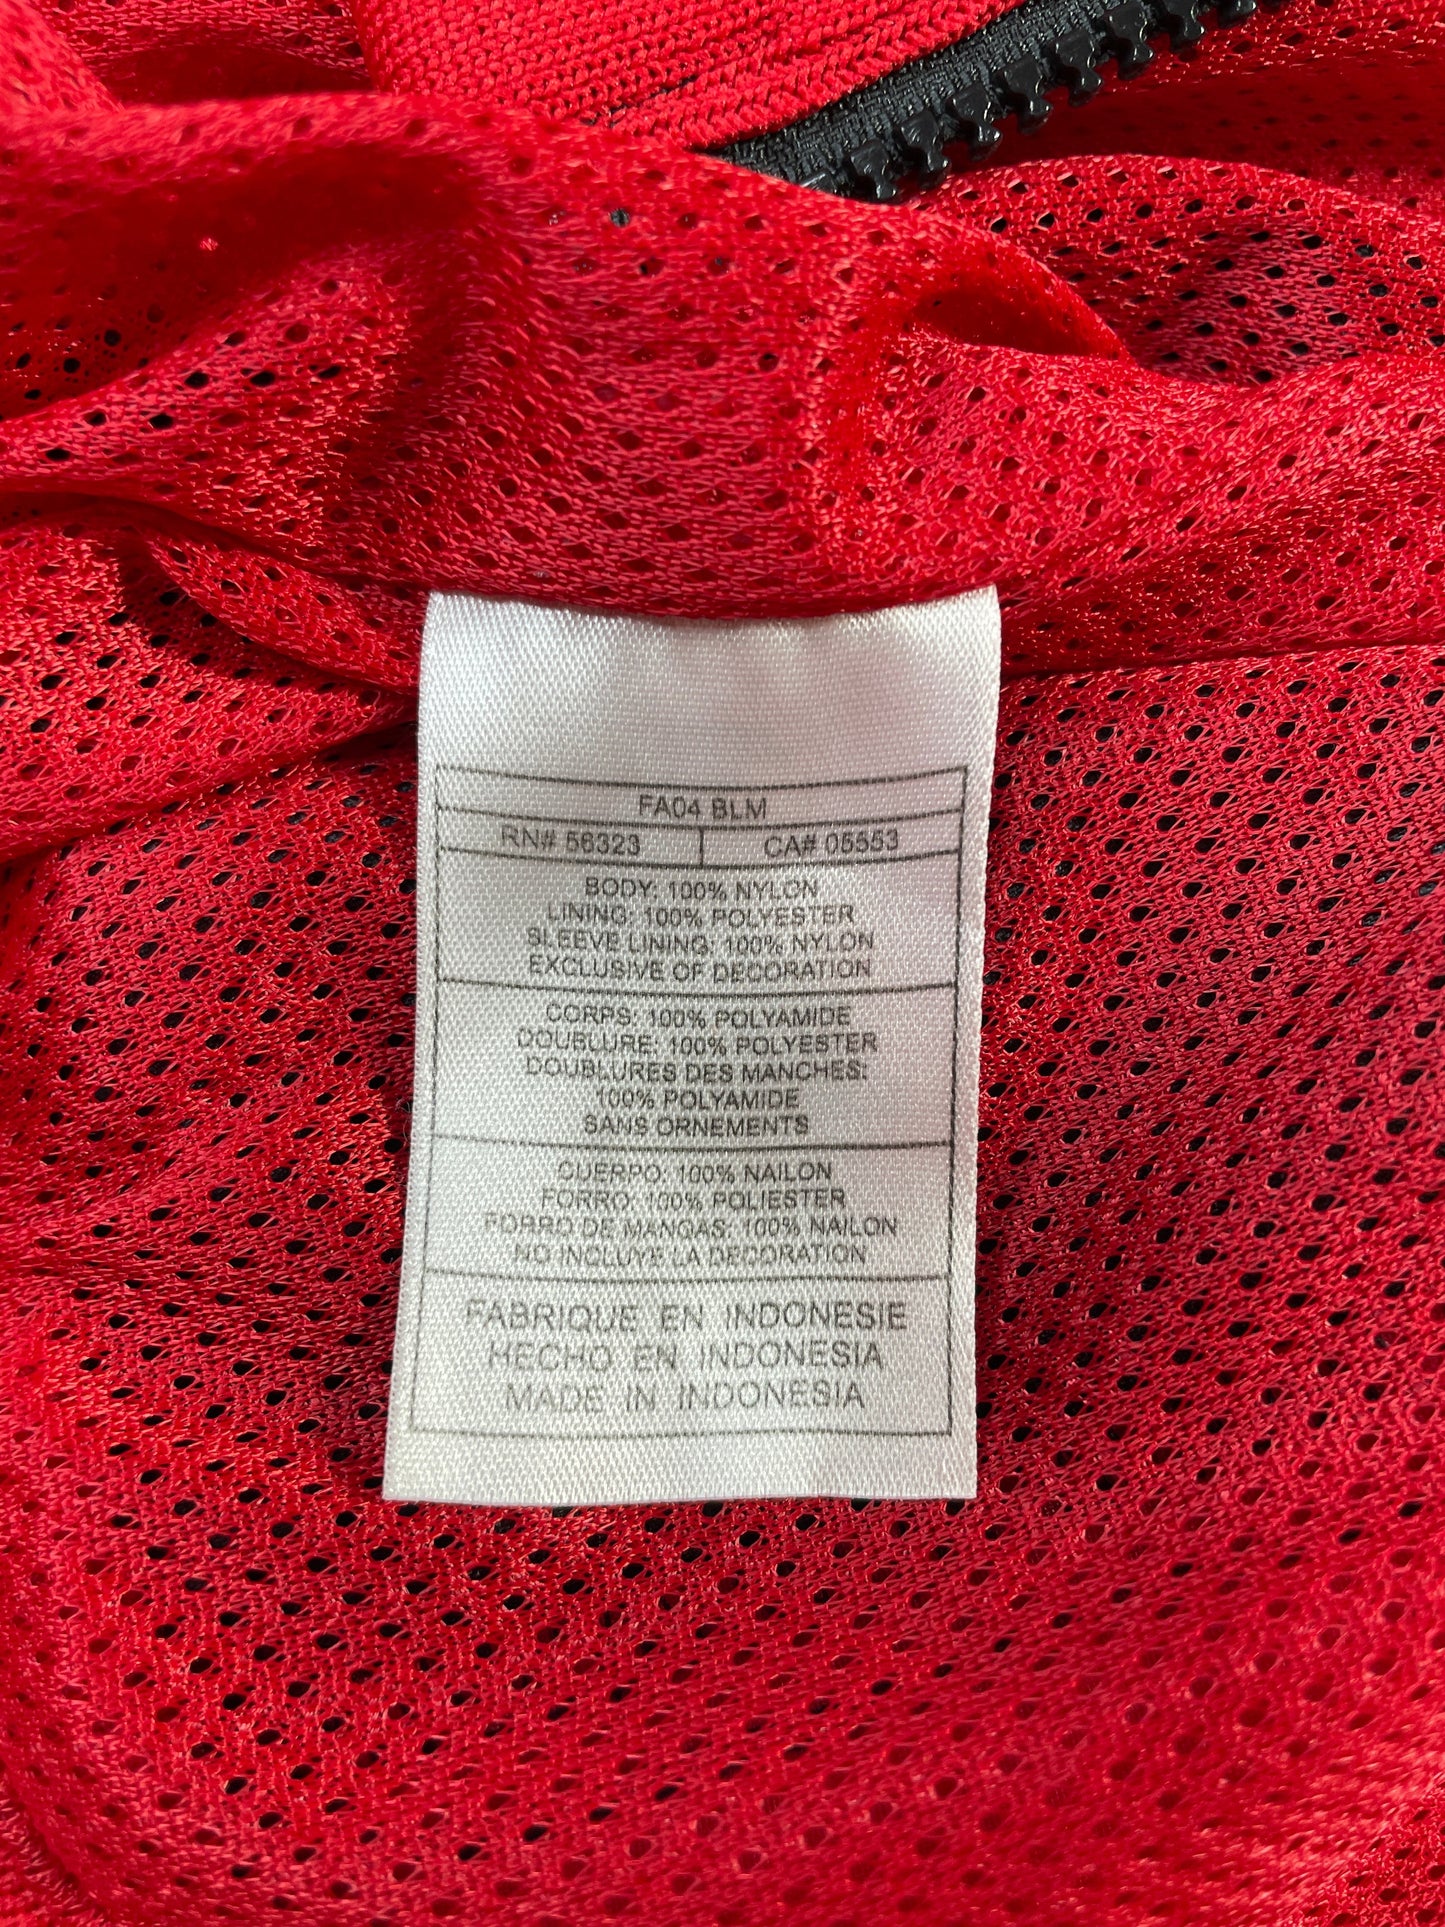 FA04 BLM
RN# 56323 CA# 05553
BODY: 100% NYLON
LINING: 100% POLYESTER
SLEEVE LINING: 100% NYLON
EXCLUSIVE OF DECORATION
CORPS: 100% POLYAMIDE
DOUBLURE: 100% POLYESTER
DOUBLURES DES MANCHES:
100% POLYAMIDE
SANS ORNEMENTS
CUERPO: 100% NAILON
FORRO: 100% POLIESTER
FORRO DE MANGAS: 100% NAILON
NO INCLUYE LA DECORATION
FABRIQUE EN INDONESIE
HECHO EN INDONESIA
MADE IN INDONESIA